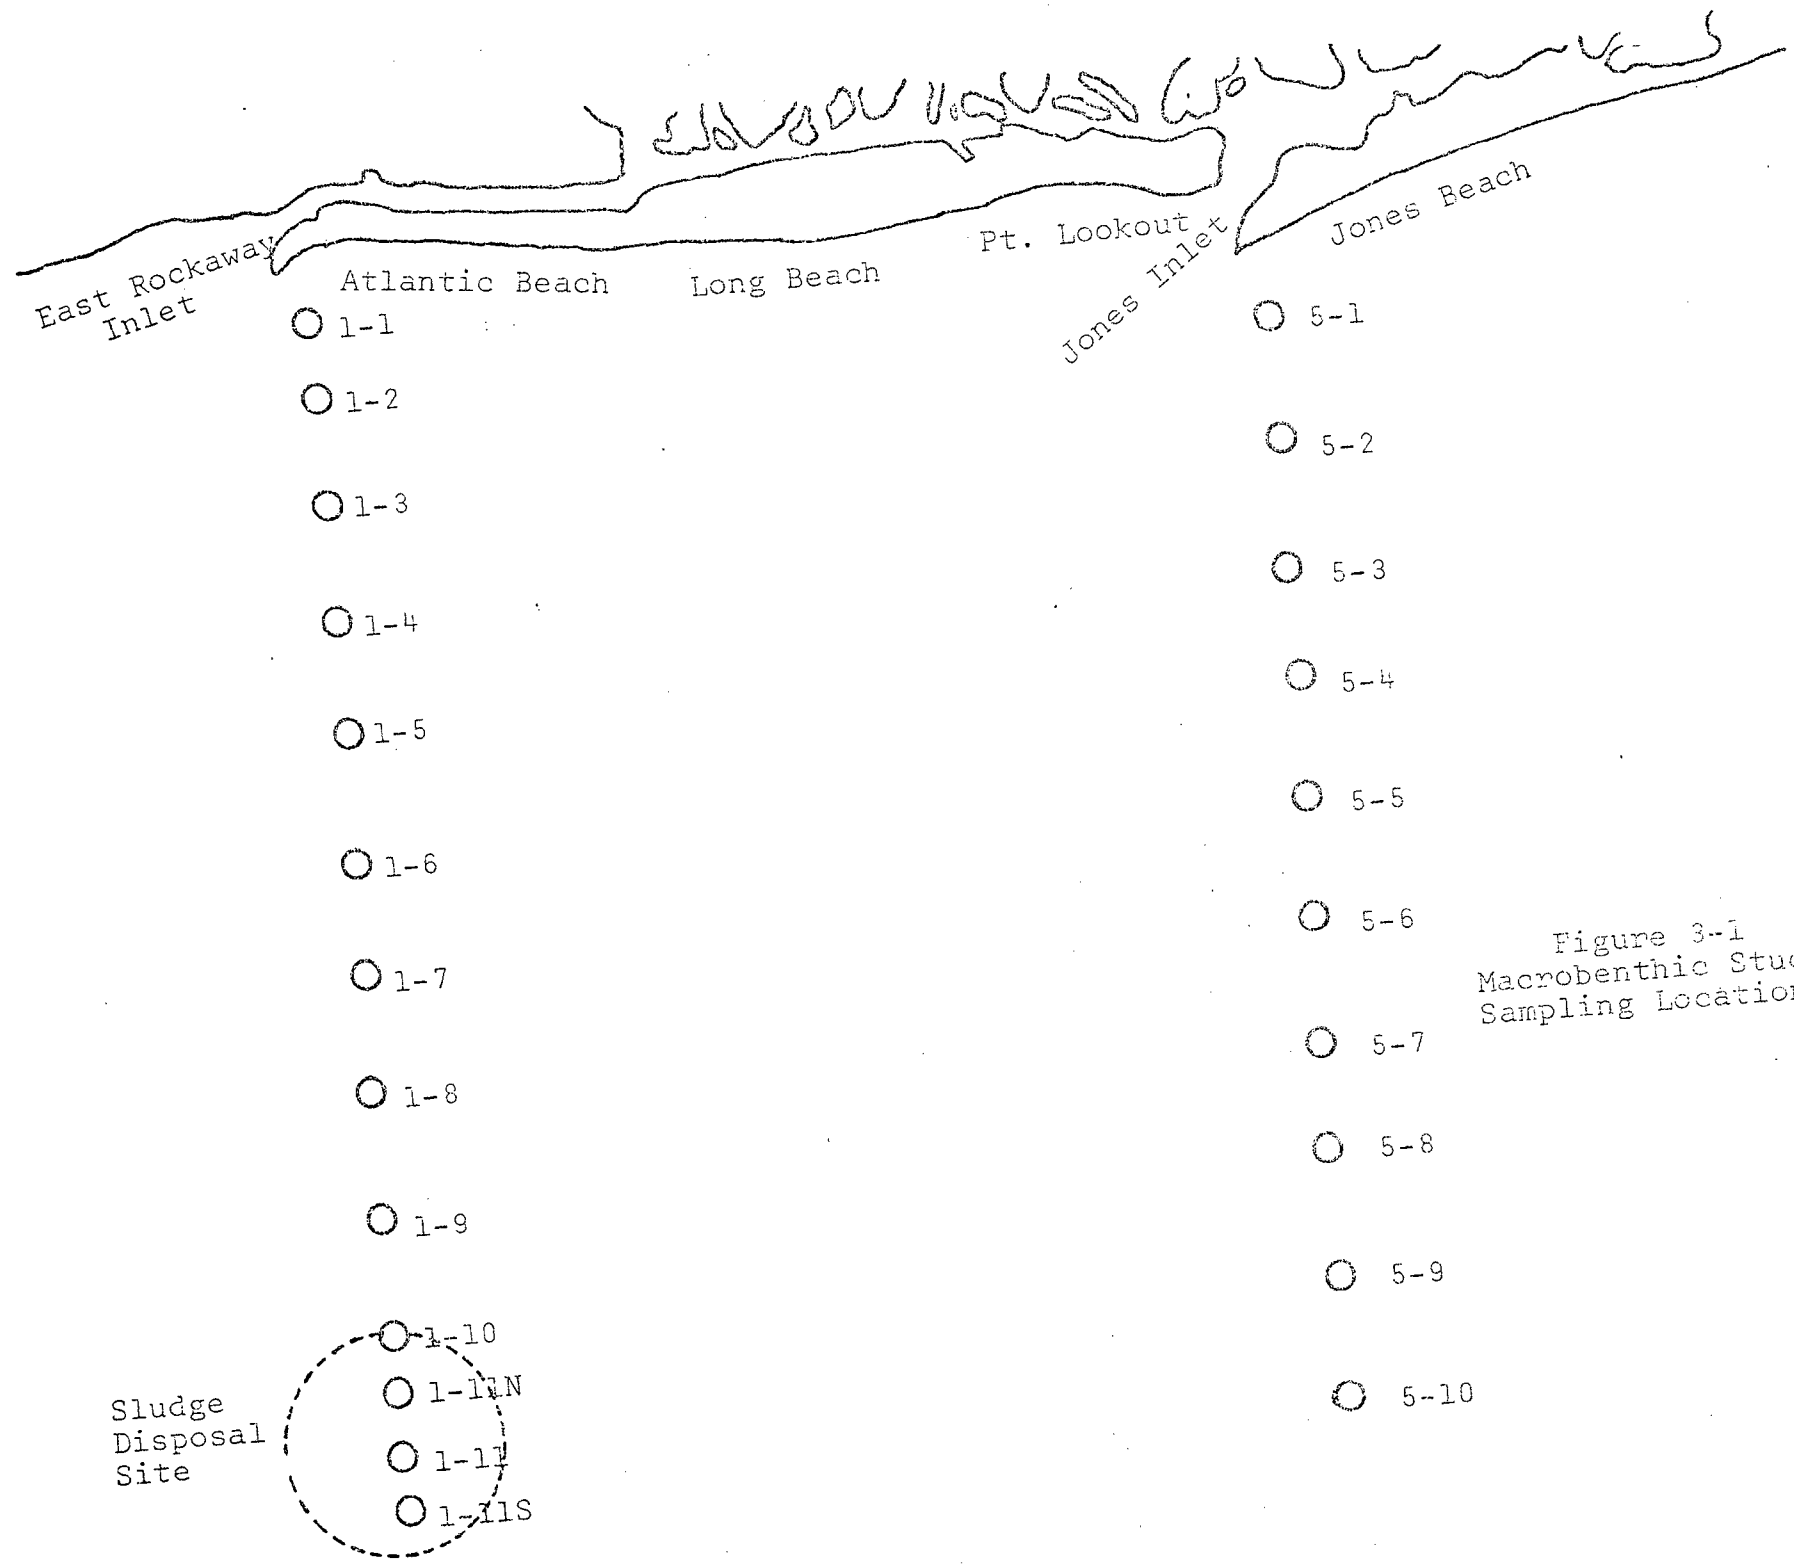 East Rockaway
Inlet
Atlantic Beach
Long Beach
Pt. Lookout
Jones Inlet
Jones Beach
1-1
1-2
1-3
1-4
1-5
1-6
1-7
1-8
1-9
1-10
1-11N
1-11
1-11S
Sludge
Disposal
Site
5-1
5-2
5-3
5-4
5-5
5-6
5-7
5-8
5-9
5-10
Figure 3-1
Macrobenthic Stud
Sampling Location